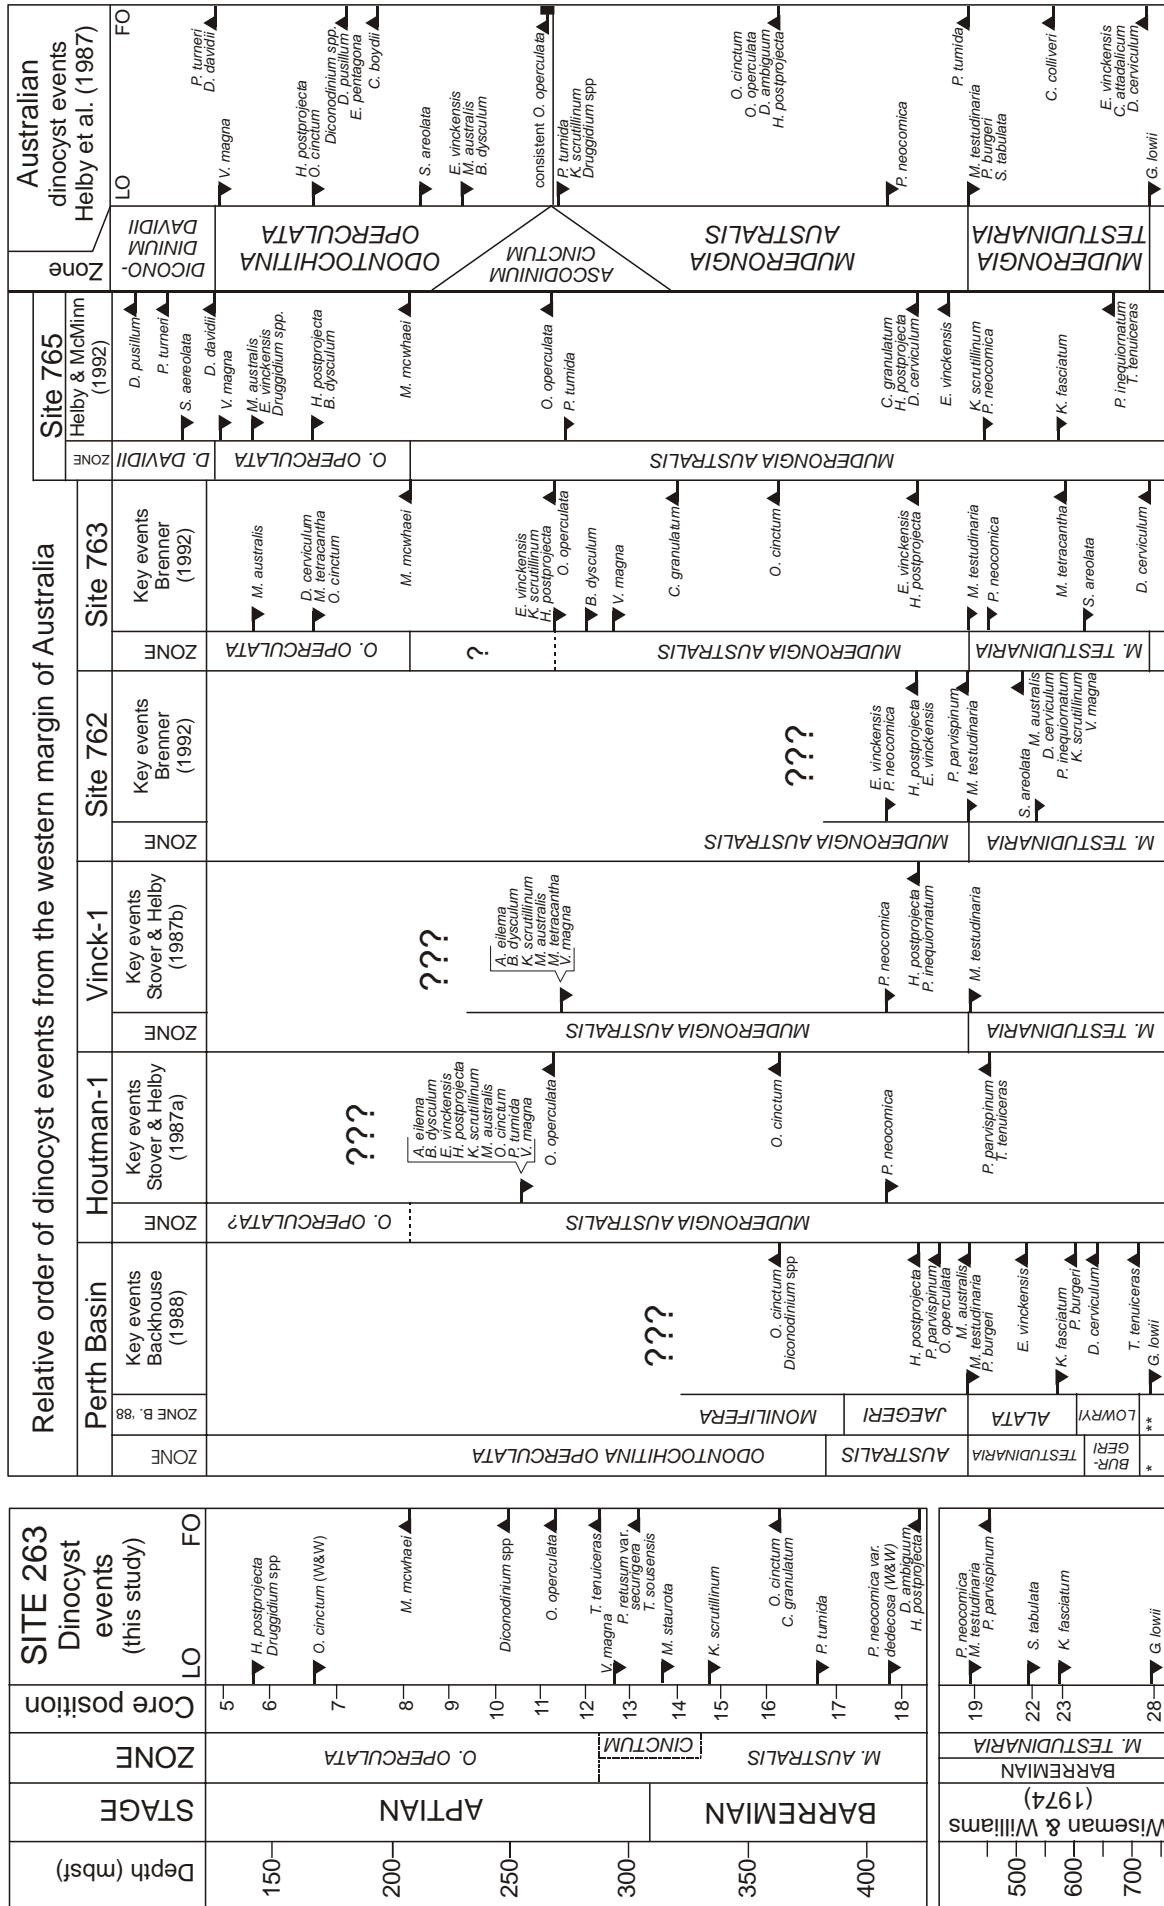 Relative order of dinocyst events from the western margin of Australia
SITE 263
Dinocyst
events
(this study)
LO
FO
Core position
ZONE
STAGE
Depth (mbsf)
5
6
7
8
9
10
11
12
13
14
15
16
17
18
19
22
23
28
150
200
250
300
350
400
500
600
700
APTIAN
BARREMIAN
O. OPERCULATA
CINCTUM
M. AUSTRALIS
M. TESTUDINARIA
BARREMIAN
Wiseman & Williams
(1974)
H. postprojecta
Druggidium spp
O. cinctum (W&W)
M. mcwhaei
Diconodinium spp
O. operculata
T. tenuiceras
V. magna
P. retusum var.
securigera
T. sousensis
M. staurota
K. scrutillinum
O. cinctum
C. granulatum
P. tumida
P. neocomica var.
dedecosa (W&W)
D. ambiguum
H. postprojecta
P. neocomica
M. testudinaria
P. parvispinum
S. tabulata
K. fasciatum
G. lowii
Perth Basin
Key events
Backhouse
(1988)
ZONE B. '88
ZONE
MONILIFERA
JAEGERI
ALATA
LOWRYI
**
ODONTOCHITINA OPERCULATA
AUSTRALIS
TESTUDINARIA
BUR-
GERI
*
???
O. cinctum
Diconodinium spp
H. postprojecta
P. parvispinum
O. operculata
M. australis
M. testudinaria
P. burgeri
E. vinckensis
K. fasciatum
P. burgeri
D. cerviculum
T. tenuiceras
G. lowii
Houtman-1
Key events
Stover & Helby
(1987a)
ZONE
O. OPERCULATA?
MUDERONGIA AUSTRALIS
???
A. eilema
B. dysculum
E. vinckensis
H. postprojecta
K. scrutillinum
M. australis
O. cinctum
P. tumida
V. magna
O. operculata
O. cinctum
P. neocomica
P. parvispinum
T. tenuiceras
Vinck-1
Key events
Stover & Helby
(1987b)
ZONE
MUDERONGIA AUSTRALIS
M. TESTUDINARIA
???
A. eilema
B. dysculum
K. scrutillinum
M. australis
M. tetracantha
V. magna
P. neocomica
H. postprojecta
P. inequiornatum
M. testudinaria
Site 762
Key events
Brenner
(1992)
ZONE
MUDERONGIA AUSTRALIS
M. TESTUDINARIA
???
E. vinckensis
P. neocomica
H. postprojecta
E. vinckensis
P. parvispinum
M. testudinaria
S. areolata
M. australis
D. cerviculum
P. inequiornatum
K. scrutillinum
V. magna
Site 763
Key events
Brenner
(1992)
ZONE
O. OPERCULATA
?
MUDERONGIA AUSTRALIS
M. TESTUDINARIA
M. australis
D. cerviculum
M. tetracantha
O. cinctum
M. mcwhaei
E. vinckensis
K. scrutillinum
H. postprojecta
O. operculata
B. dysculum
V. magna
C. granulatum
O. cinctum
E. vinckensis
H. postprojecta
M. testudinaria
P. neocomica
M. tetracantha
S. areolata
D. cerviculum
Site 765
Helby & McMinn
(1992)
ZONE
D. DAVIDII
O. OPERCULATA
MUDERONGIA AUSTRALIS
D. pusillum
P. turneri
S. aereolata
D. davidii
V. magna
M. australis
E. vinckensis
Druggidium spp.
H. postprojecta
B. dysculum
M. mcwhaei
O. operculata
P. tumida
C. granulatum
H. postprojecta
D. cerviculum
E. vinckensis
K. scrutillinum
P. neocomica
K. fasciatum
P. inequiornatum
T. tenuiceras
Australian
dinocyst events
Helby et al. (1987)
Zone
LO
FO
DICONO-
DINIUM
DAVIDII
ODONTOCHITINA
OPERCULATA
ASCODINIUM
CINCTUM
MUDERONGIA
AUSTRALIS
MUDERONGIA
TESTUDINARIA
P. turneri
D. davidii
V. magna
H. postprojecta
O. cinctum
Diconodinium spp.
D. pusillum
E. pentagona
C. boydii
S. areolata
E. vinckensis
M. australis
B. dysculum
consistent O. operculata
P. tumida
K. scrutillinum
Druggidium spp
O. cinctum
O. operculata
D. ambiguum
H. postprojecta
P. neocomica
P. tumida
M. testudinaria
P. burgeri
S. tabulata
C. colliveri
E. vinckensis
C. attadalicum
D. cerviculum
G. lowii